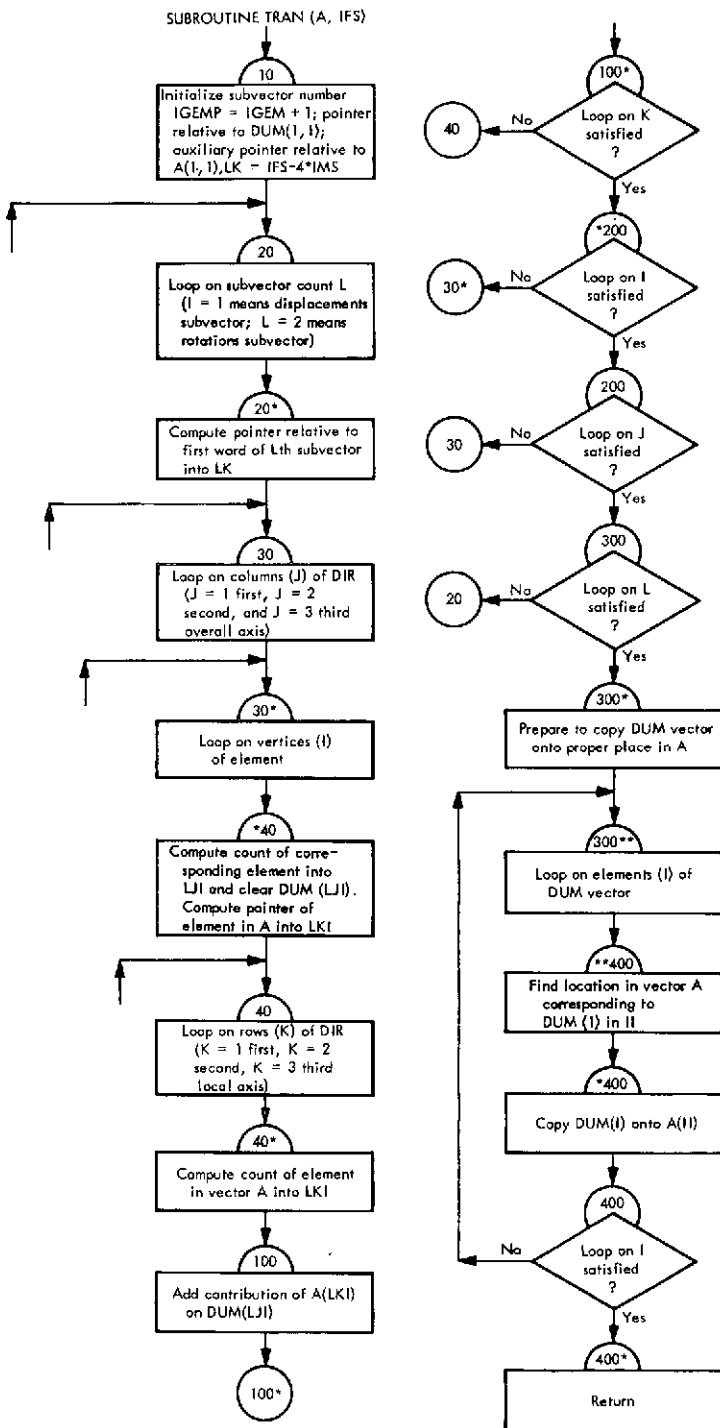 SUBROUTINE TRAN (A, IFS)
10
Initialize subvector number
IGEMP = IGEM + 1; pointer
relative to DUM(1, 1);
auxiliary pointer relative to
A(1, 1), LK = IFS-4*IMS
20
Loop on subvector count L
(I = 1 means displacements
subvector; L = 2 means
rotations subvector)
20*
Compute pointer relative to
first word of Lth subvector
into LK
30
Loop on columns (J) of DIR
(J = 1 first, J = 2
second, and J = 3 third
overall axis)
30*
Loop on vertices (I)
of element
*40
Compute count of corre-
sponding element into
LJI and clear DUM (LJI).
Compute pointer of
element in A into LKI
40
Loop on rows (K) of DIR
(K = 1 first, K = 2
second, K = 3 third
local axis)
40*
Compute count of element
in vector A into LKI
100
Add contribution of A(LKI)
on DUM(LJI)
100*
100*
Loop on K
satisfied
?
No
40
Yes
*200
Loop on I
satisfied
?
No
30*
Yes
200
Loop on J
satisfied
?
No
30
Yes
300
Loop on L
satisfied
?
No
20
Yes
300*
Prepare to copy DUM vector
onto proper place in A
300**
Loop on elements (I) of
DUM vector
**400
Find location in vector A
corresponding to
DUM (I) in II
*400
Copy DUM(I) onto A(II)
400
Loop on I
satisfied
?
No
Yes
400*
Return